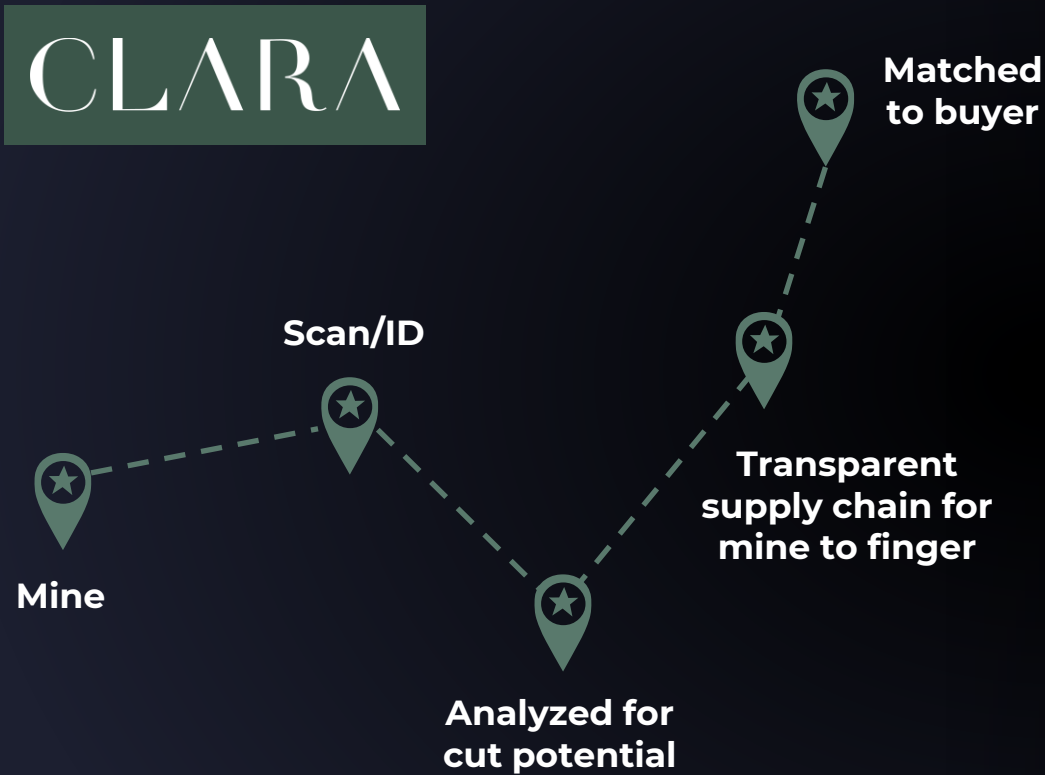 CLARA
Matched
to buyer
Scan/ID
Transparent
supply chain for
mine to finger
Mine
Analyzed for
cut potential